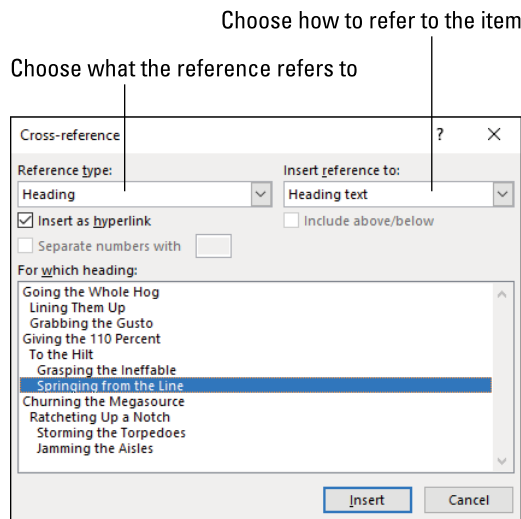 Choose how to refer to the item
Choose what the reference refers to
Cross-reference ? ×
Reference type: Insert reference to:
Heading Heading text
Insert as hyperlink Include above/below
Separate numbers with
For which heading:
Going the Whole Hog
Lining Them Up
Grabbing the Gusto
Giving the 110 Percent
To the Hilt
Grasping the Ineffable
Springing from the Line
Churning the Megasource
Ratcheting Up a Notch
Storming the Torpedoes
Jamming the Aisles
Insert Cancel